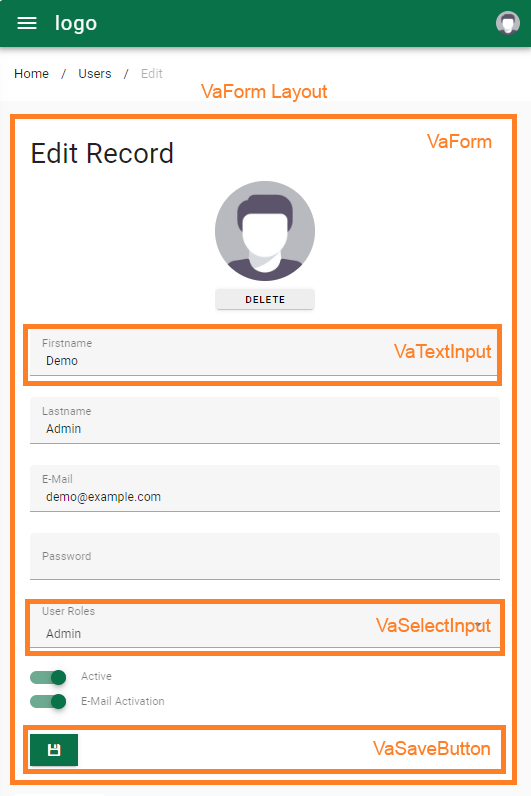 logo
Home / Users / Edit
VaForm Layout
VaForm
Edit Record
DELETE
Firstname
Demo
VaTextInput
Lastname
Admin
E-Mail
demo@example.com
Password
User Roles
Admin
VaSelectInput
Active
E-Mail Activation
VaSaveButton